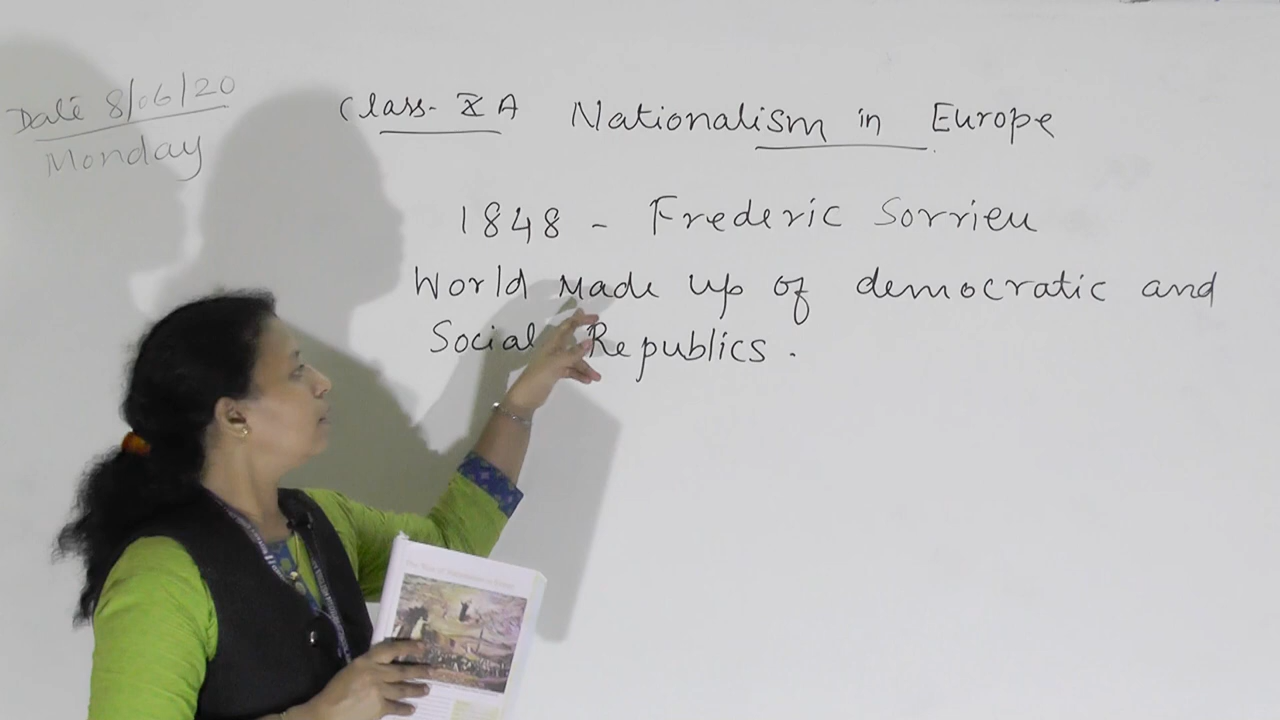 Date 8/06/20
Monday
Class- X A Nationalism in Europe
1848 - Frederic Sorrieu
World Made up of democratic and
Social Republics.